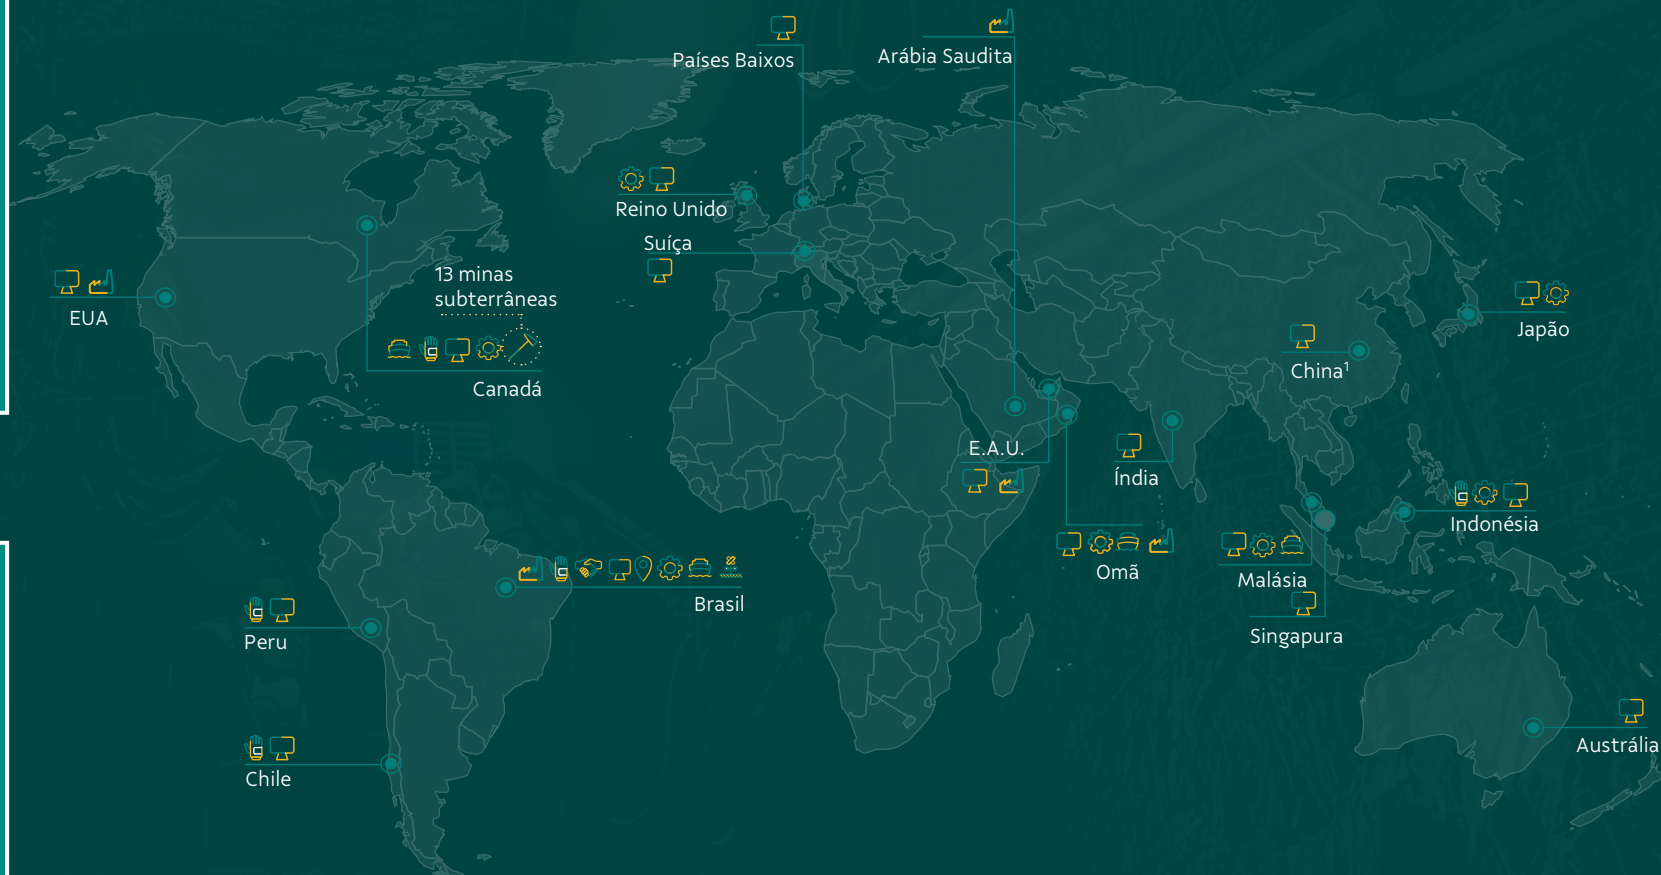 Países Baixos
Arábia Saudita
Reino Unido
Suíça
13 minas
subterrâneas
EUA
Canadá
Japão
China¹
E.A.U.
Índia
Indonésia
Omã
Malásia
Brasil
Singapura
Peru
Austrália
Chile